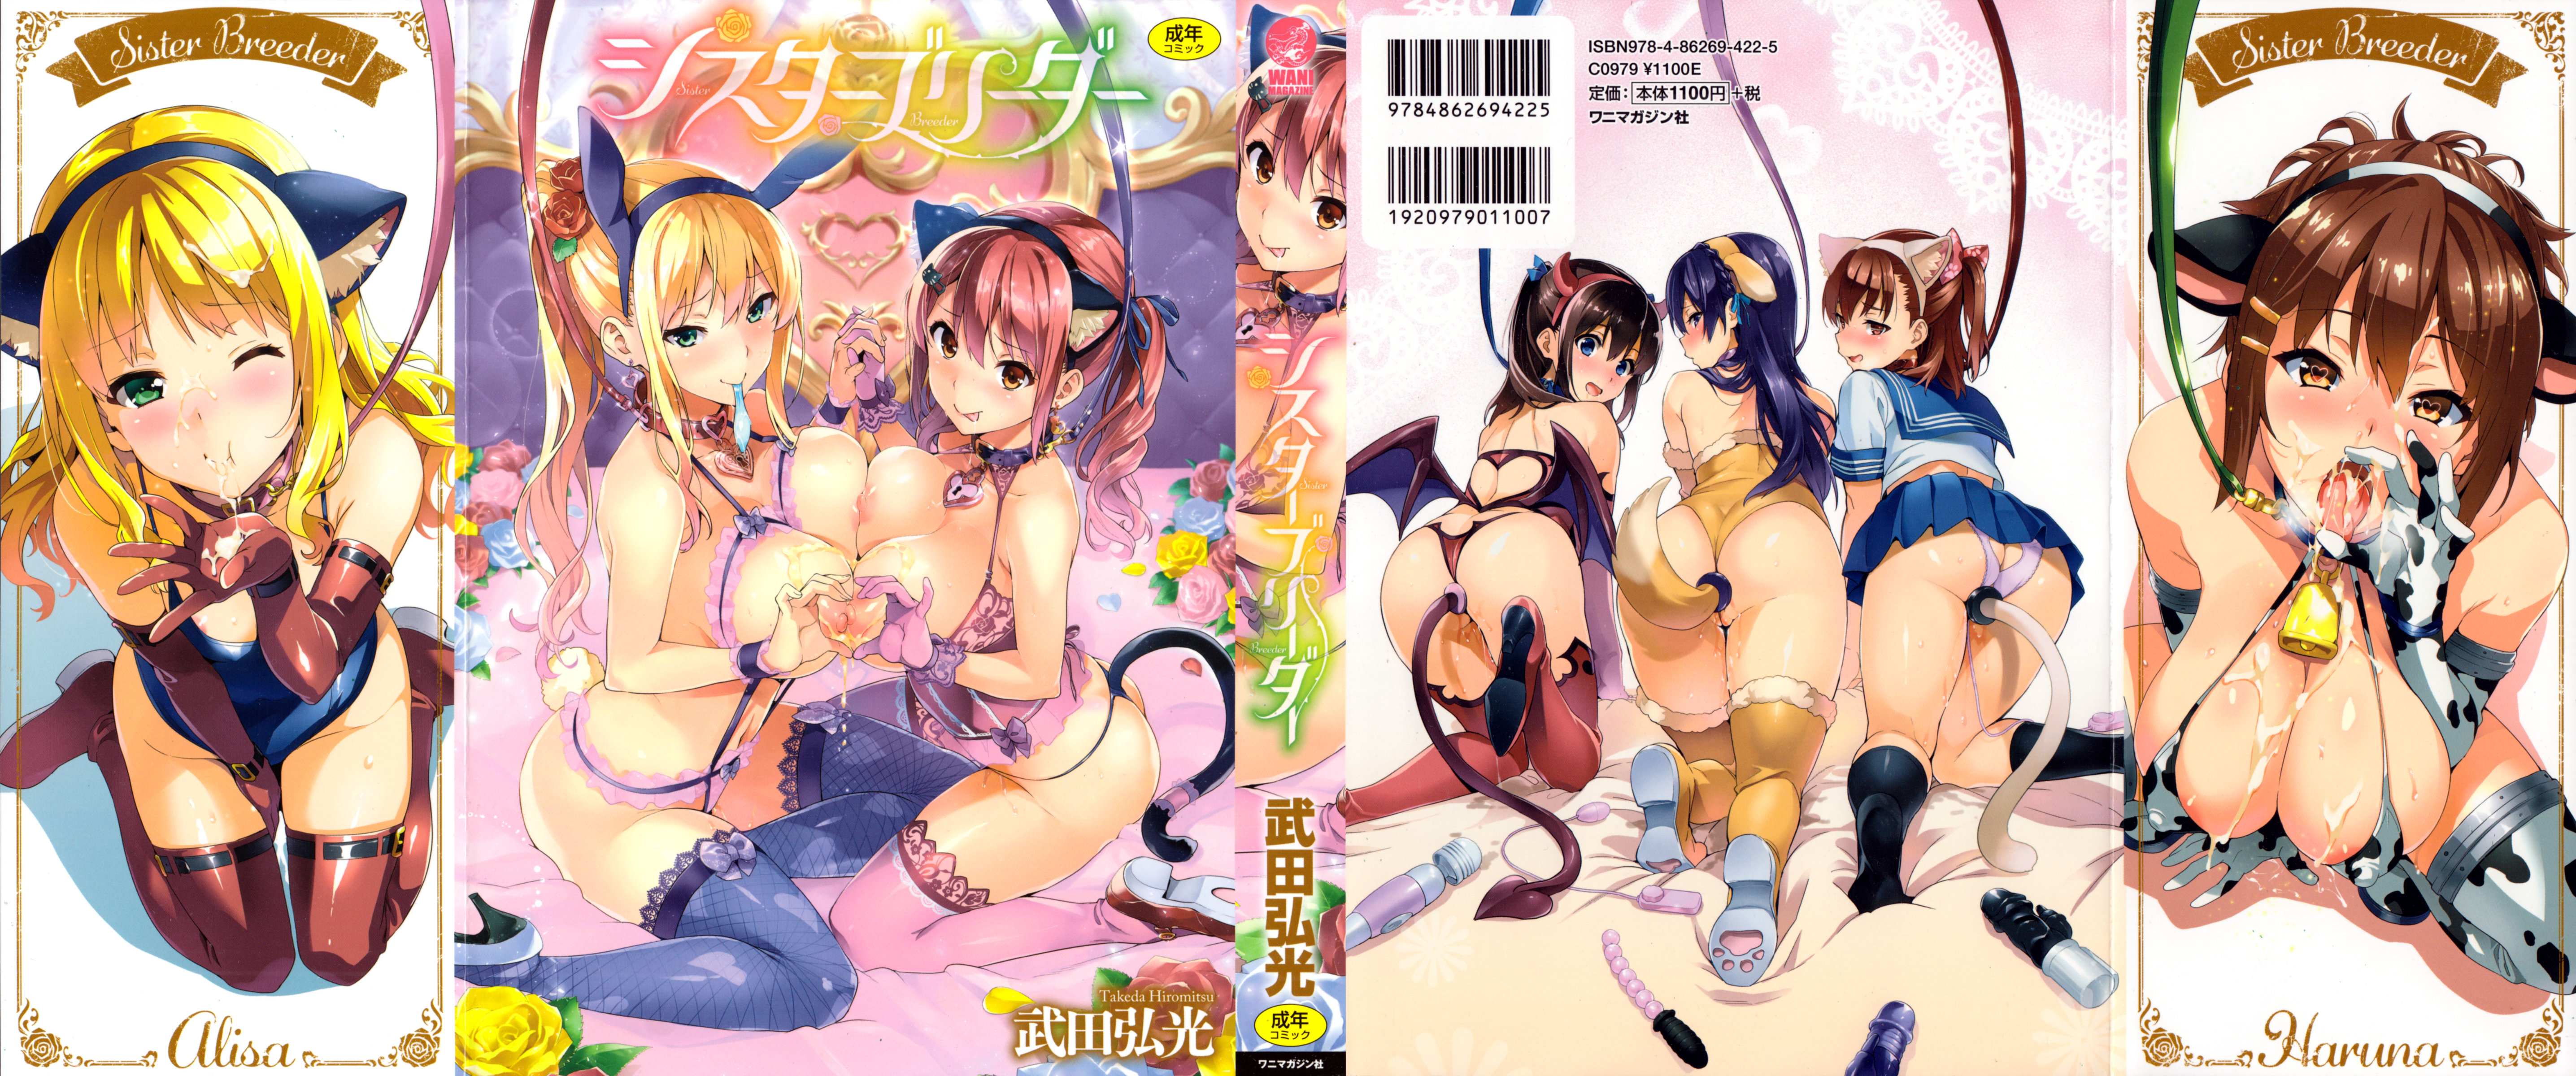 Sister Breeder
Alisa
シスターブリーダー
Sister
Breeder
成年
コミック
Takeda Hiromitsu
武田弘光
WANI
MAGAZINE
シスターブリーダー
Sister
Breeder
武田弘光
成年
コミック
ワニマガジン社
9784862694225
1920979011007
ISBN978-4-86269-422-5
C0979 ¥1100E
定価：本体1100円+税
ワニマガジン社
Sister Breeder
Haruna